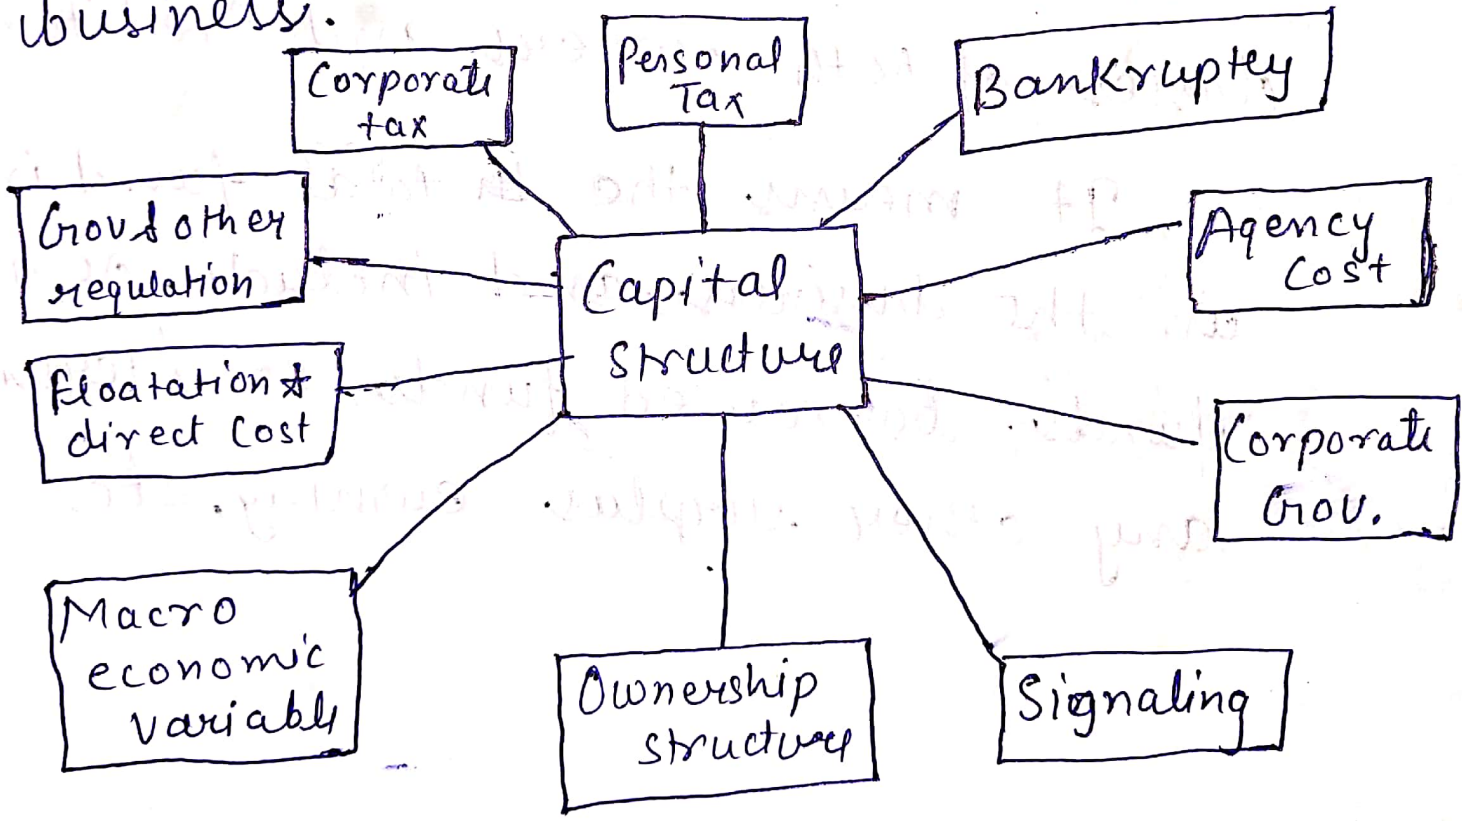 business.
Corporate
tax
Personal
Tax
Bankruptcy
Gov & other
regulation
Agency
Cost
Capital
structure
Floatation &
direct Cost
Corporate
Gov.
Macro
economic
variable
Ownership
structure
Signaling